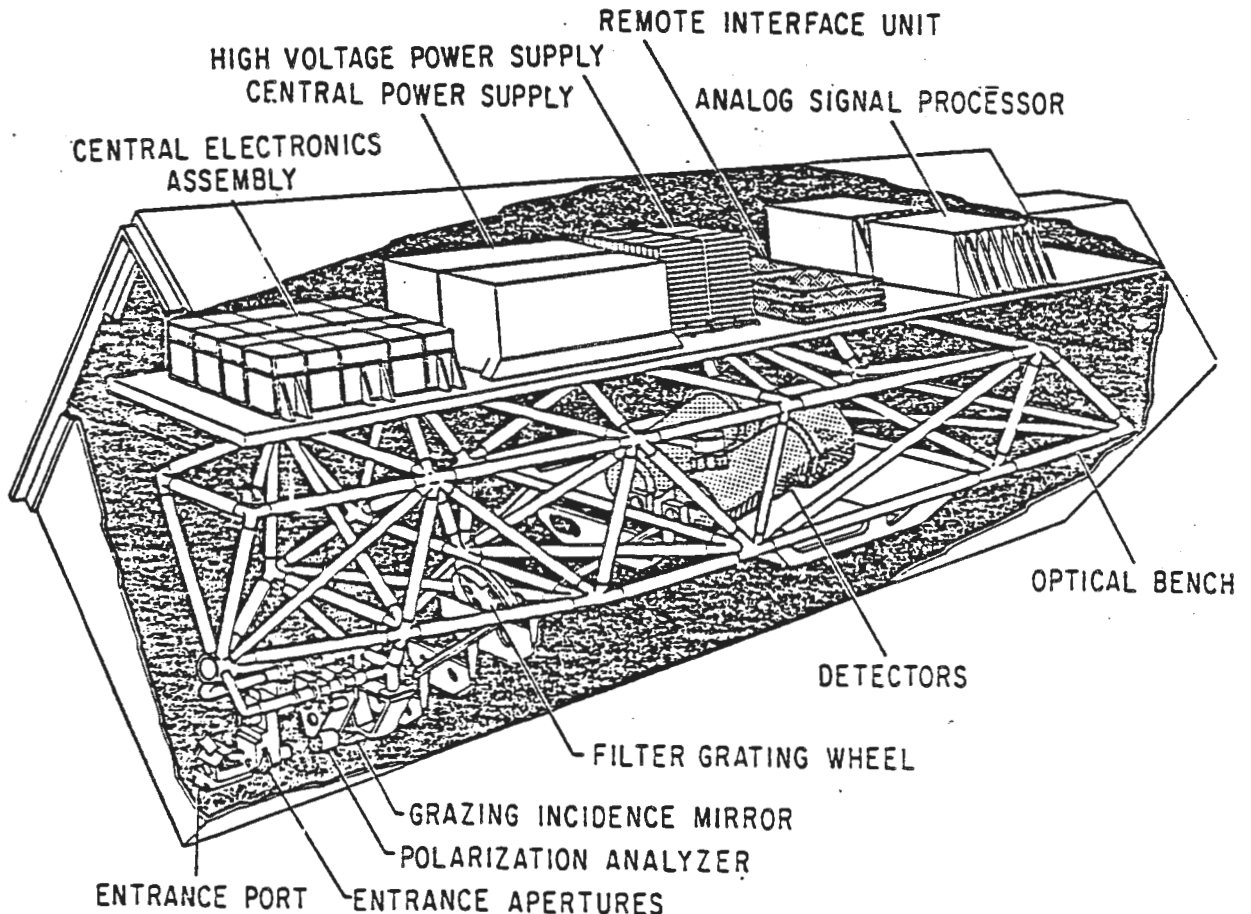 REMOTE INTERFACE UNIT
HIGH VOLTAGE POWER SUPPLY
CENTRAL POWER SUPPLY
ANALOG SIGNAL PROCESSOR
CENTRAL ELECTRONICS
ASSEMBLY
OPTICAL BENCH
DETECTORS
FILTER GRATING WHEEL
GRAZING INCIDENCE MIRROR
POLARIZATION ANALYZER
ENTRANCE PORT
ENTRANCE APERTURES